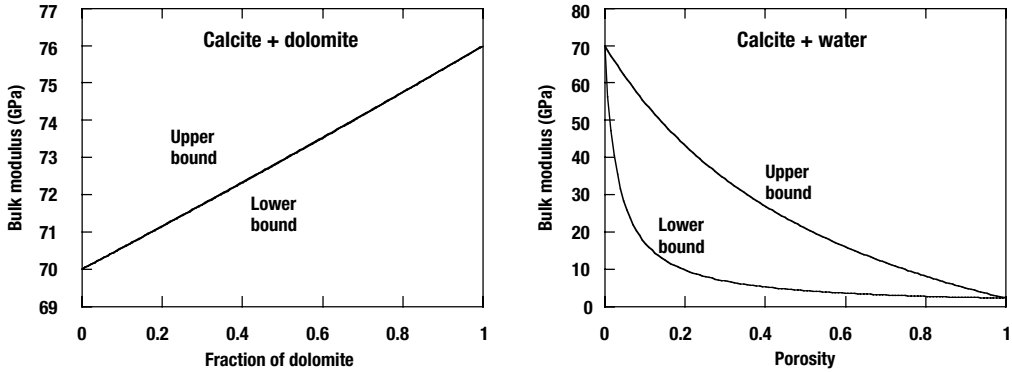 Calcite + dolomite
Bulk modulus (GPa)
77
76
75
74
73
72
71
70
69
Upper
bound
Lower
bound
0
0.2
0.4
0.6
0.8
1
Fraction of dolomite
Calcite + water
Bulk modulus (GPa)
80
70
60
50
40
30
20
10
0
Upper
bound
Lower
bound
0
0.2
0.4
0.6
0.8
1
Porosity